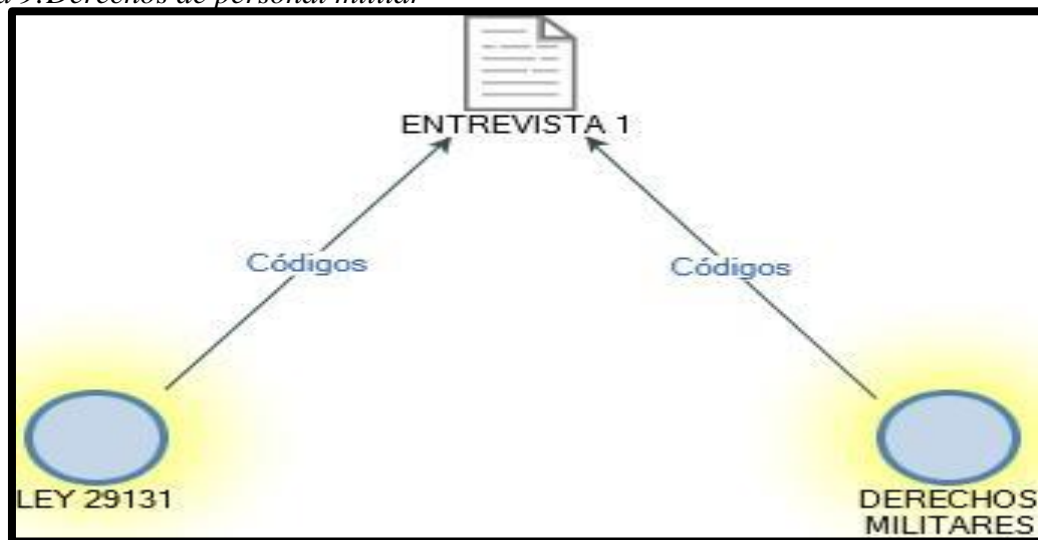 9:Derechos de personal militar
ENTREVISTA 1
Códigos
Códigos
LEY 29131
DERECHOS
MILITARES